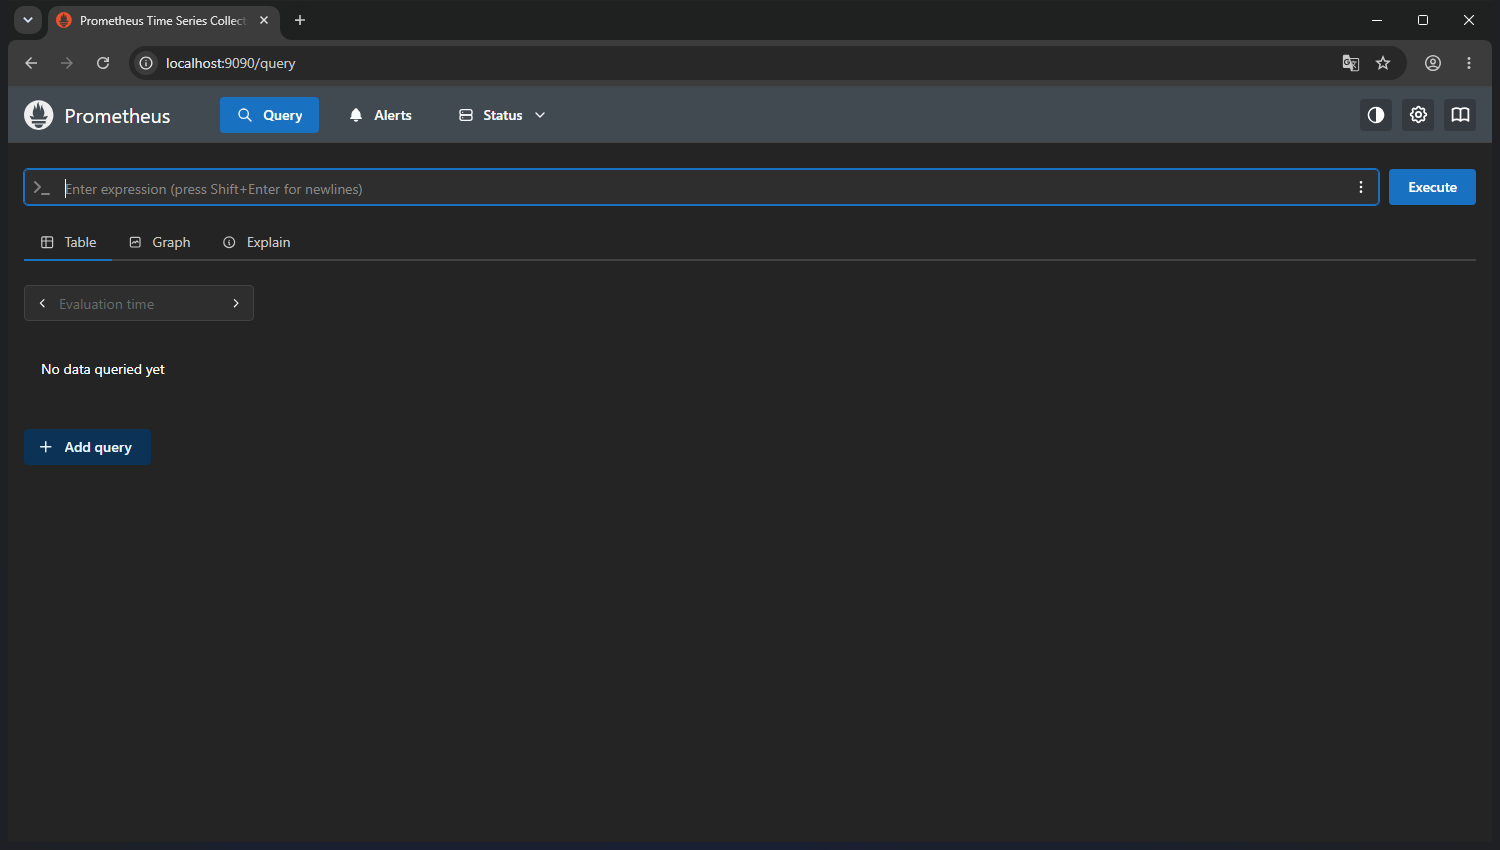 Prometheus Time Series Collect
localhost:9090/query
Prometheus
Query
Alerts
Status
Enter expression (press Shift+Enter for newlines)
Execute
Table
Graph
Explain
Evaluation time
No data queried yet
Add query